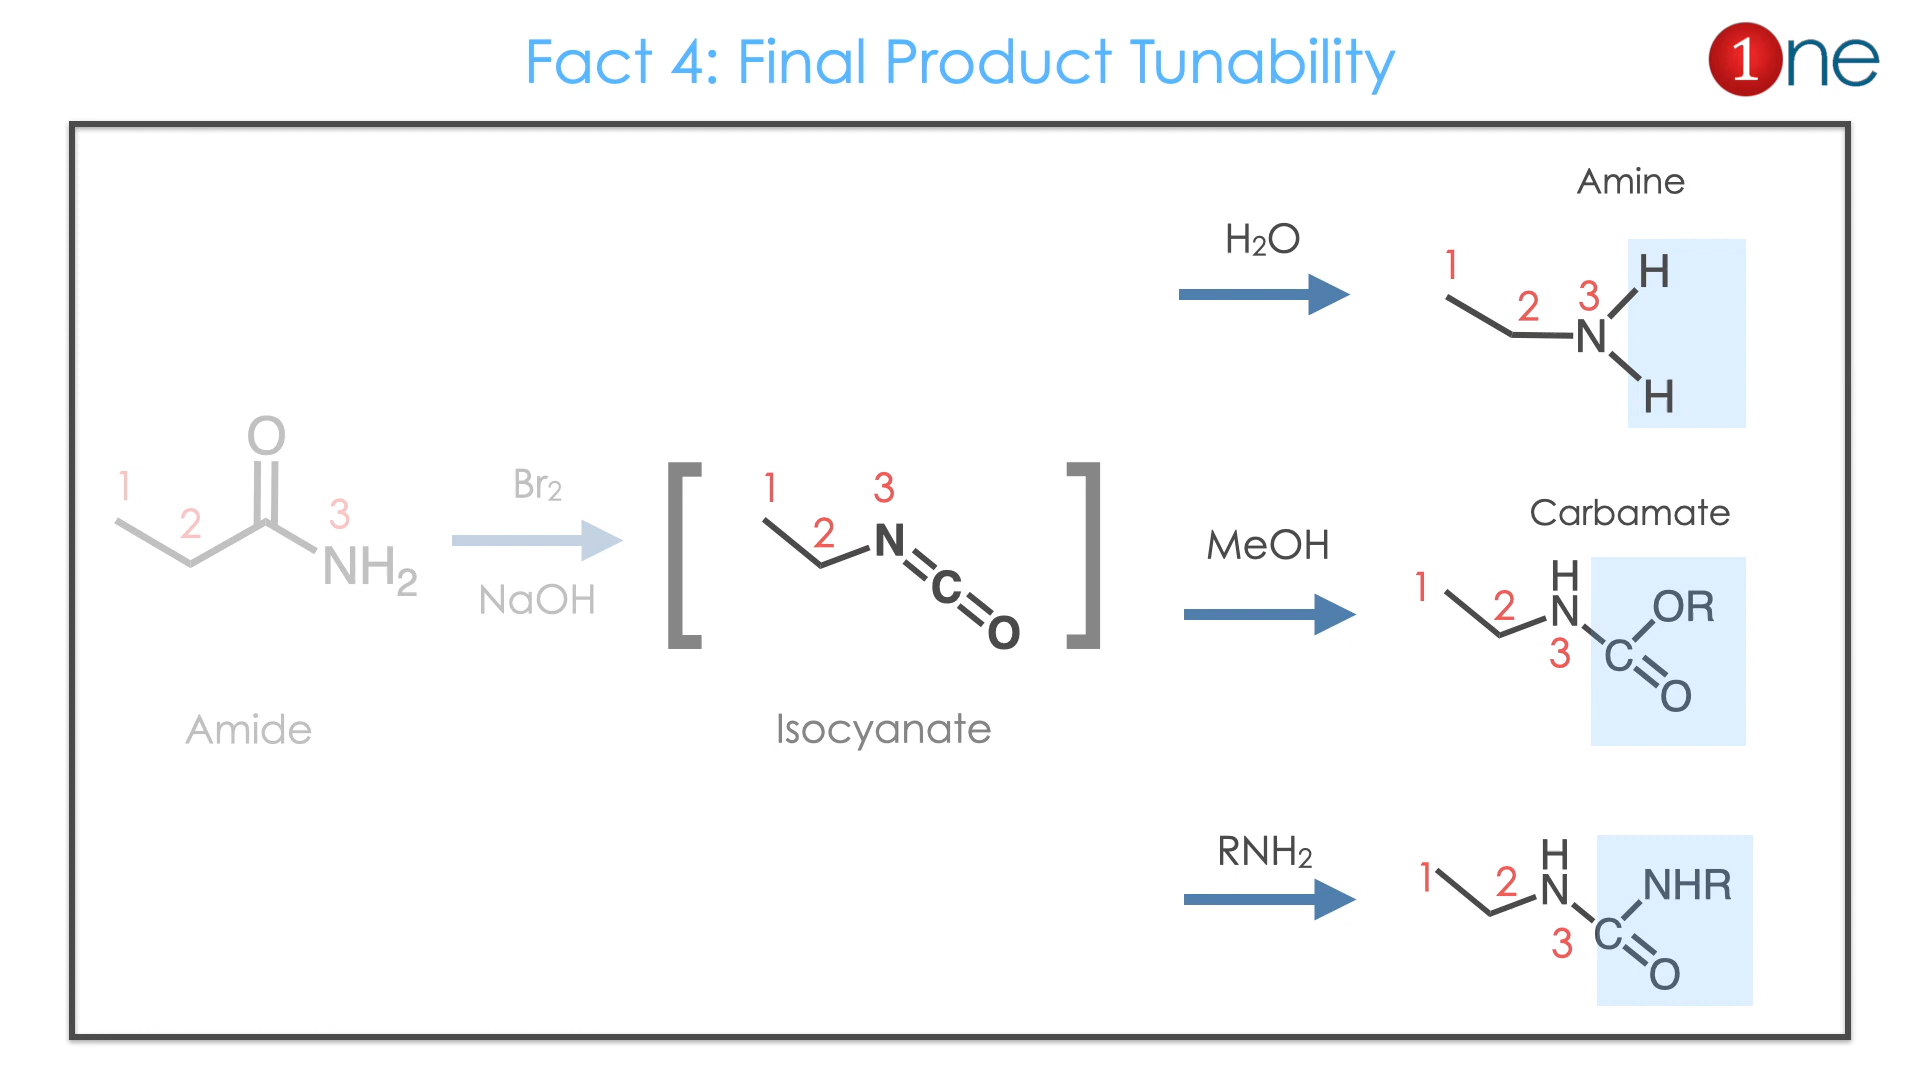 Fact 4: Final Product Tunability
1ne
Amine
H₂O
1
2
3
H
N
H
O
1
2
3
NH₂
Br₂
NaOH
Amide
1
2
3
N
C
O
Isocyanate
MeOH
Carbamate
1
2
H
N
3
OR
C
O
RNH₂
1
2
H
N
3
NHR
C
O